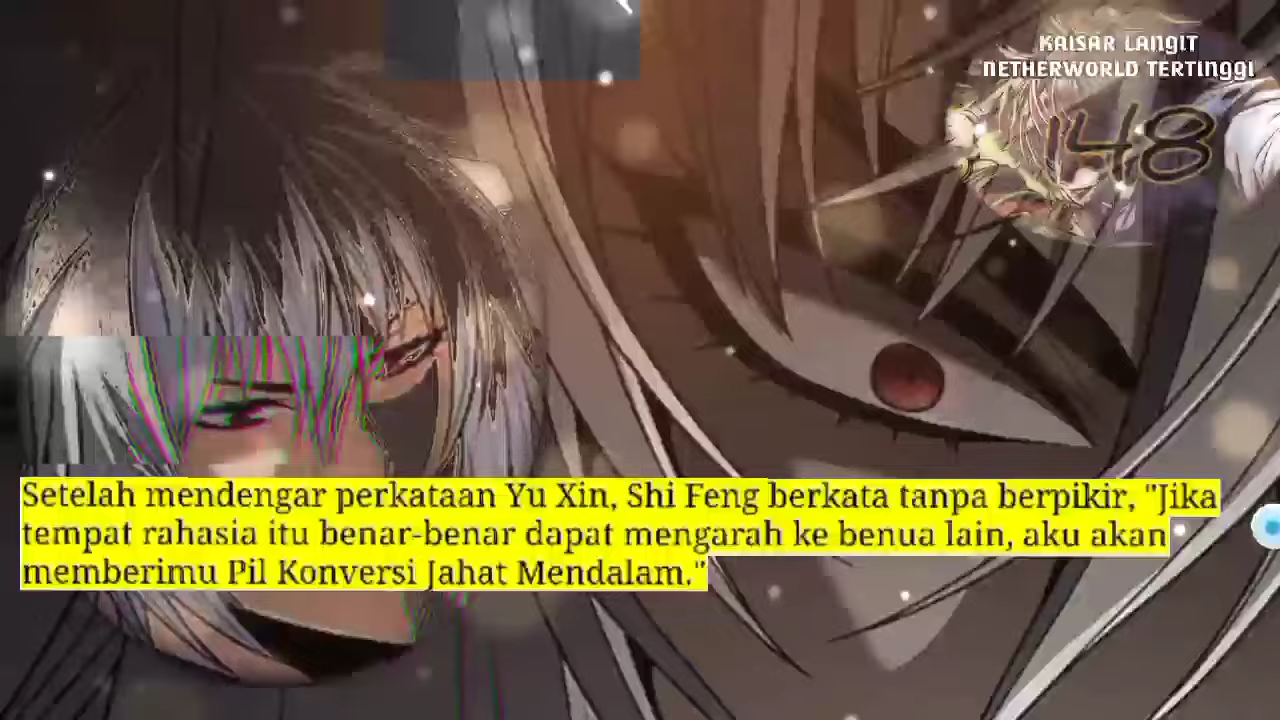 KAISAR LANGIT
NETHERWORLD TERTINGGI
148
Setelah mendengar perkataan Yu Xin, Shi Feng berkata tanpa berpikir, "Jika
tempat rahasia itu benar-benar dapat mengarah ke benua lain, aku akan
memberimu Pil Konversi Jahat Mendalam."